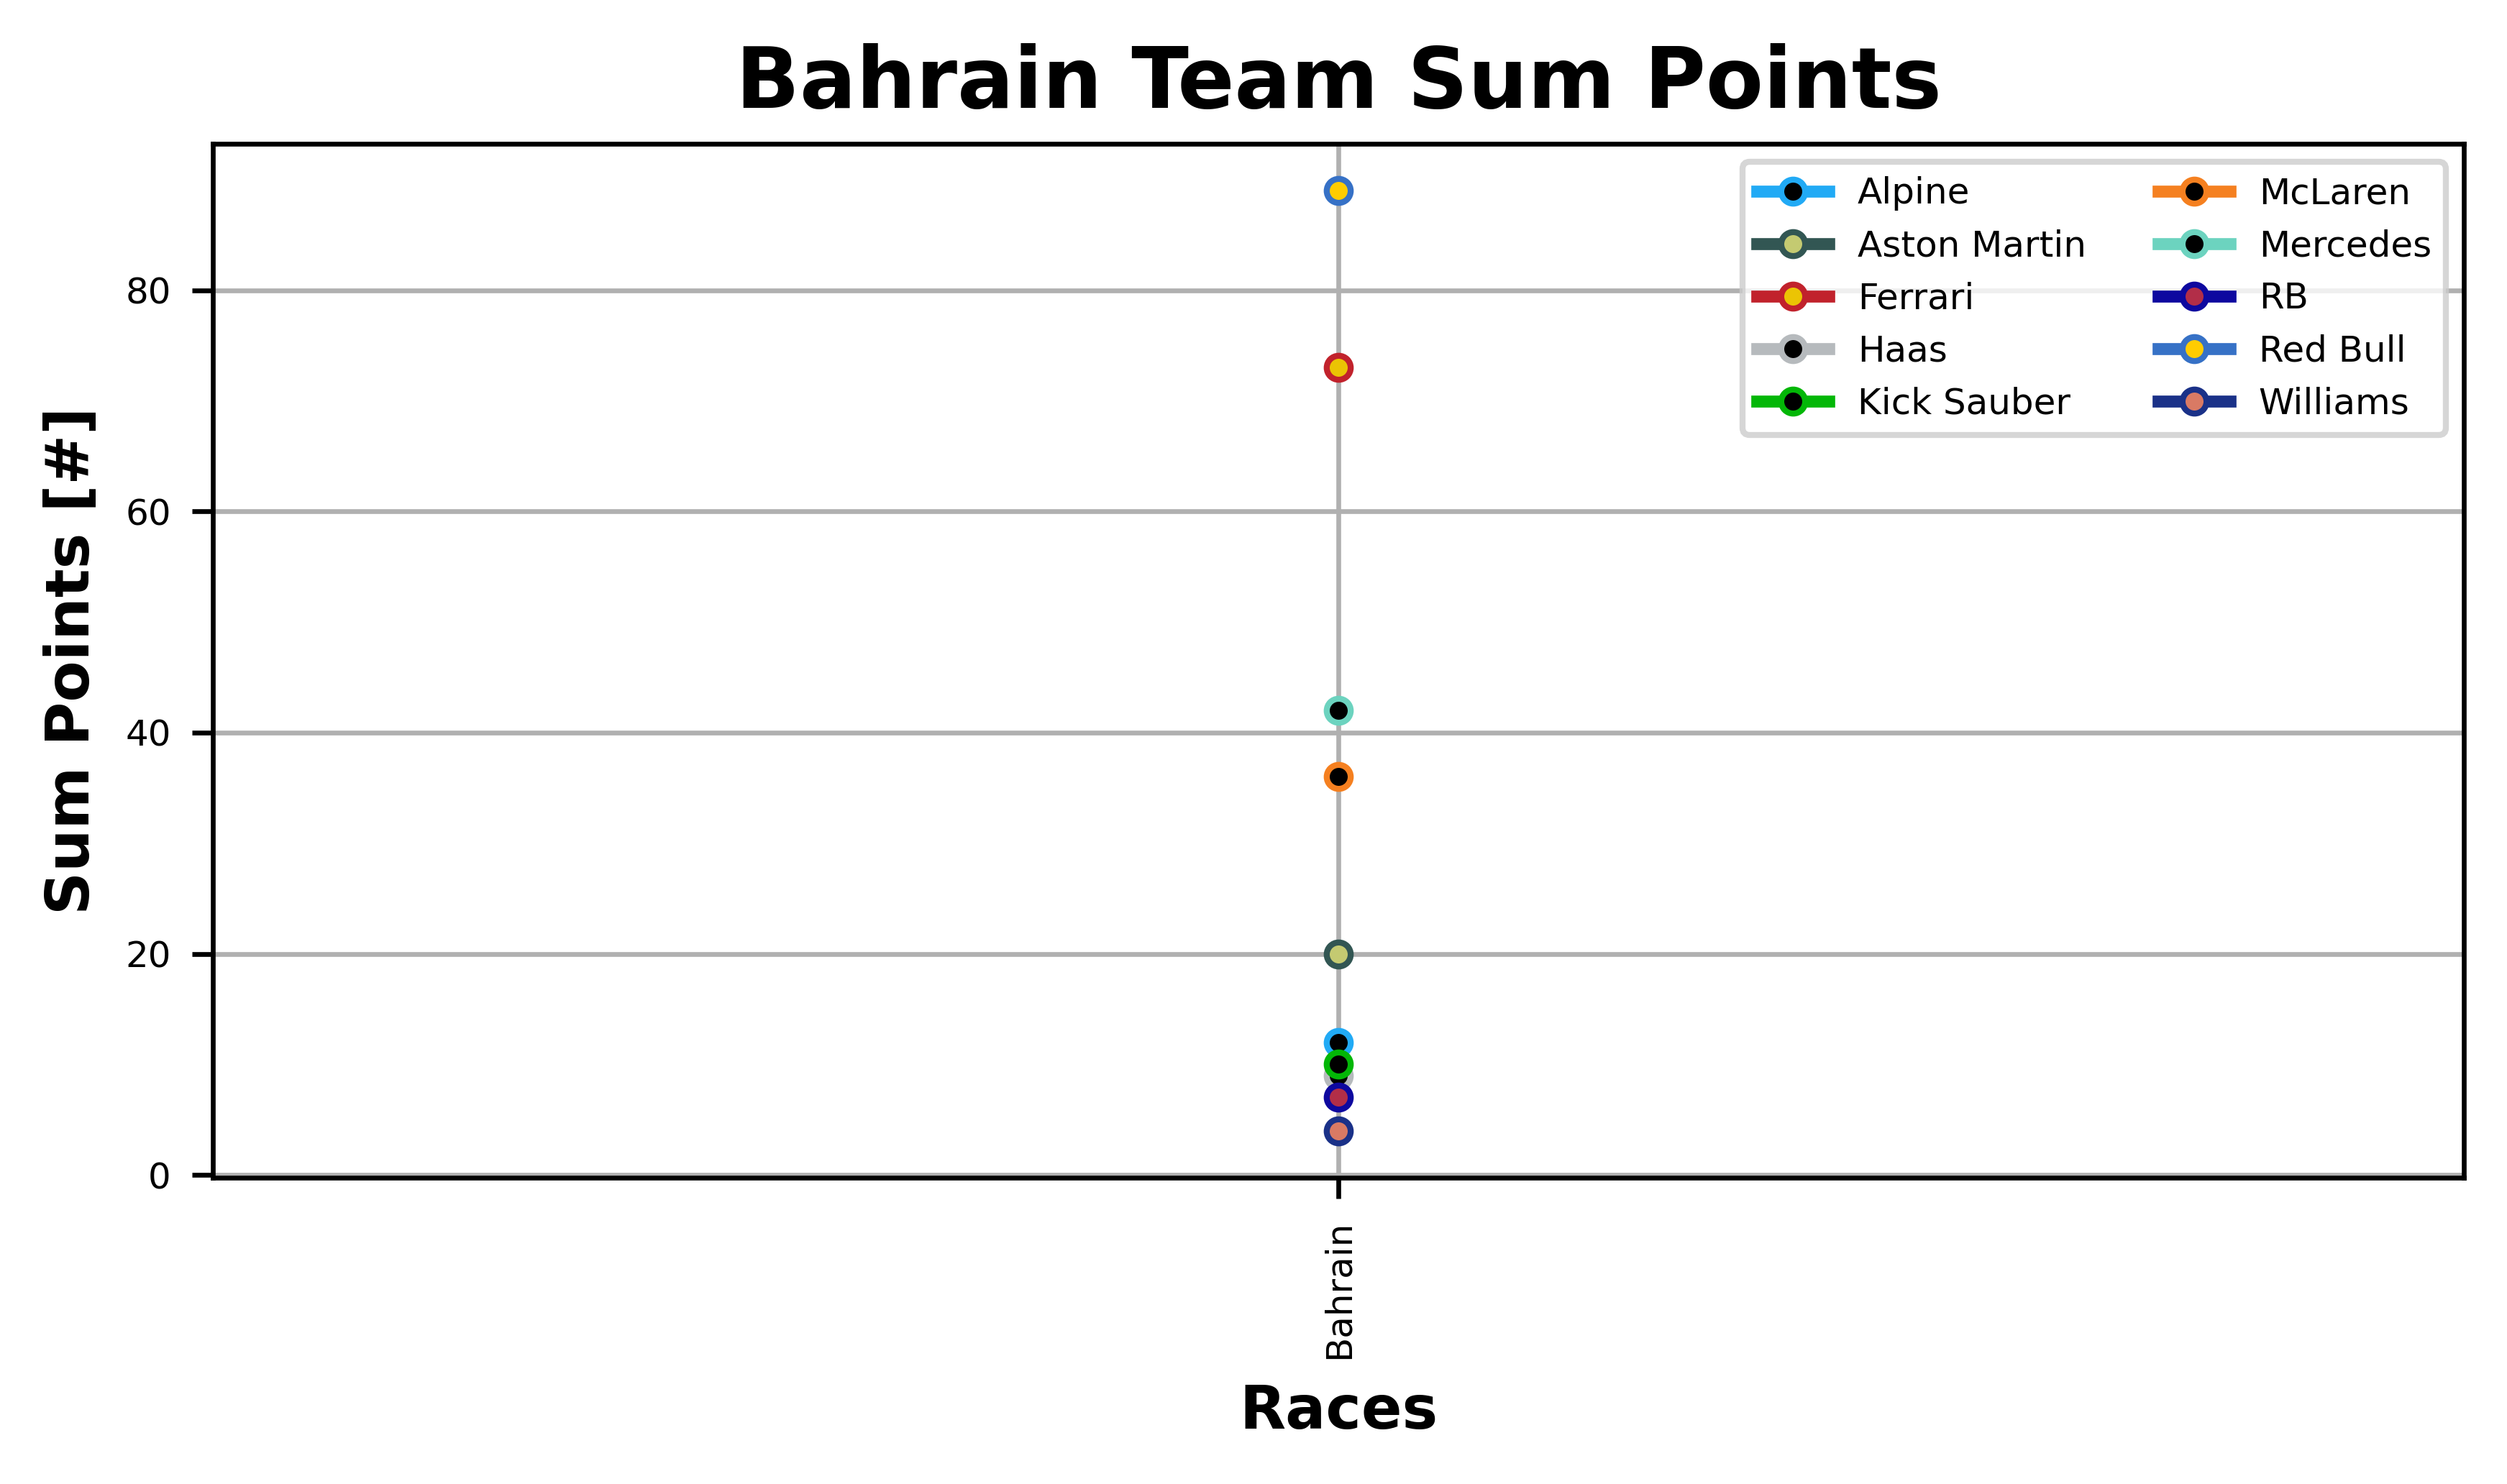 Bahrain Team Sum Points
Sum Points [#]
80
60
40
20
0
Alpine
Aston Martin
Ferrari
Haas
Kick Sauber
McLaren
Mercedes
RB
Red Bull
Williams
Bahrain
Races